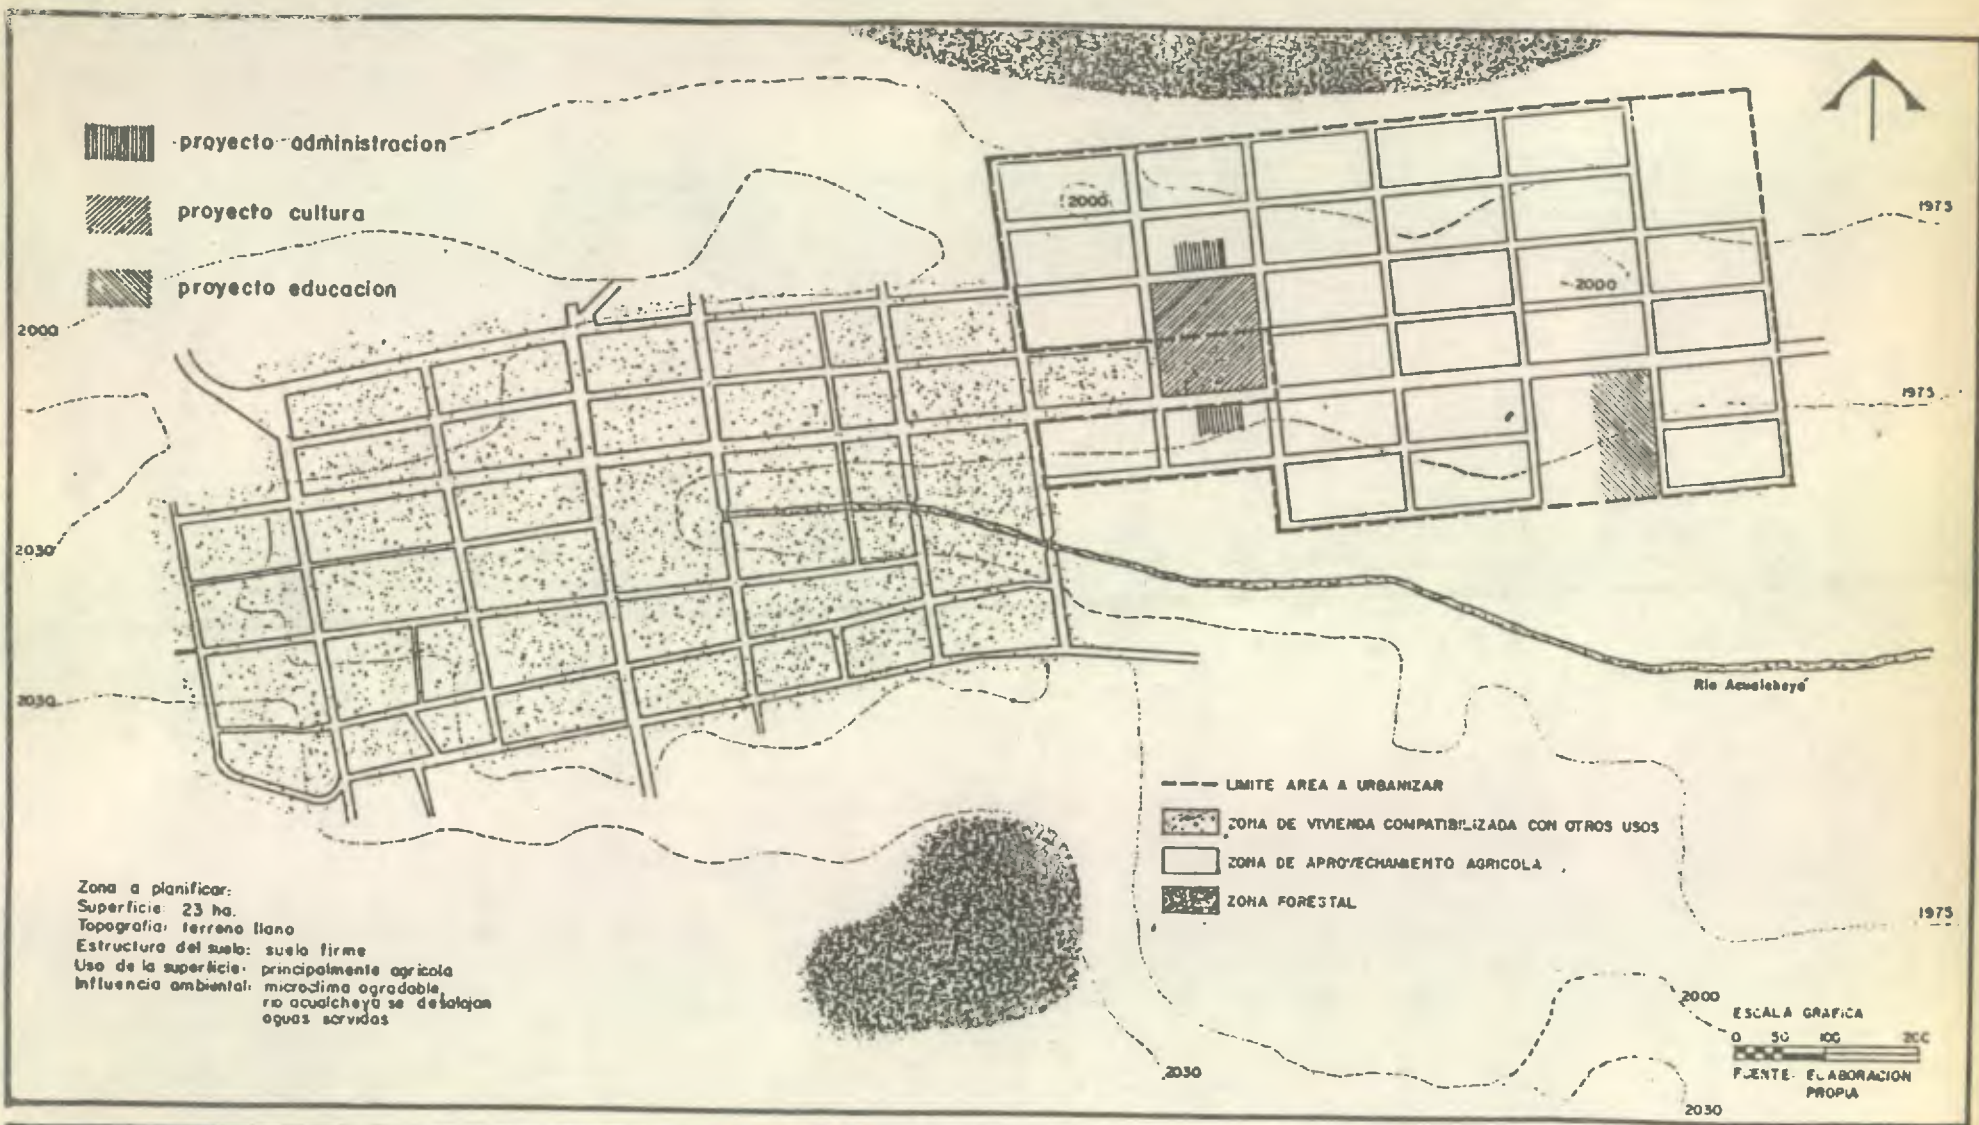 proyecto administracion
proyecto cultura
proyecto educacion
2000
2000
1975
2000
1975
2030
2030
Rio Acualcheya
LIMITE AREA A URBANIZAR
ZONA DE VIVIENDA COMPATIBILIZADA CON OTROS USOS
ZONA DE APROVECHAMIENTO AGRICOLA
ZONA FORESTAL
Zona a planificar:
Superficie: 23 ha.
Topografia: terreno llano
Estructura del suelo: suelo firme
Uso de la superficie: principalmente agricola
Influencia ambiental: microclima agradable,
rio acualcheya se desalojan
aguas servidas
1975
2000
2030
2030
ESCALA GRAFICA
0 50 100 200
FUENTE: ELABORACION
PROPIA